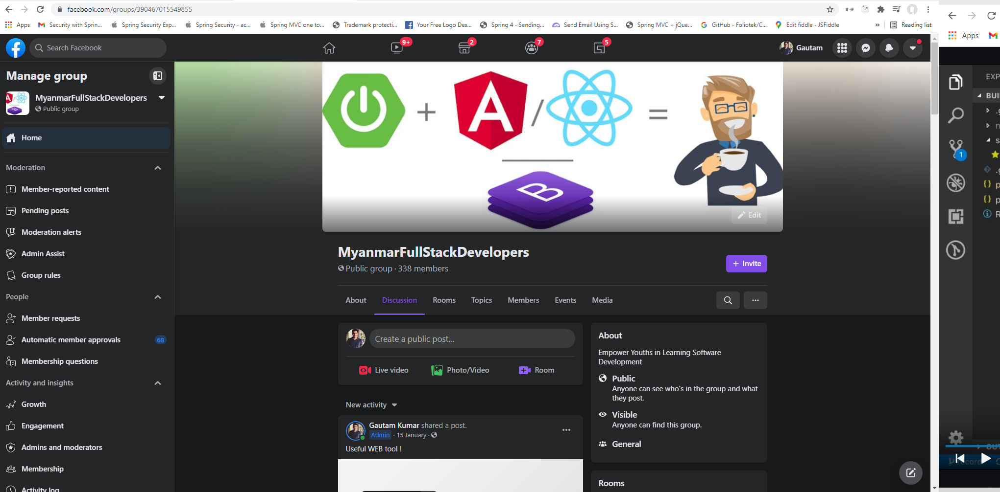 facebook.com/groups/390467015549855
Apps
Security with Sprin...
Spring Security Exp...
Spring Security - ac...
Spring MVC one to...
Trademark protecti...
Your Free Logo Des...
Spring 4 - Sending...
Send Email Using S...
Spring MVC + jQue...
GitHub - Foliotek/C...
Edit fiddle - JSFiddle
»
Reading list
Apps
Search Facebook
9+
2
7
5
Gautam
Manage group
MyanmarFullStackDevelopers
Public group
Home
Moderation
Member-reported content
Pending posts
Moderation alerts
Admin Assist
Group rules
People
Member requests
Automatic member approvals
68
Membership questions
Activity and insights
Growth
Engagement
Admins and moderators
Membership
Activity log
+
A
/
=
B
Edit
MyanmarFullStackDevelopers
Public group · 338 members
+ Invite
About
Discussion
Rooms
Topics
Members
Events
Media
Create a public post...
Live video
Photo/Video
Room
New activity
Gautam Kumar shared a post.
Admin · 15 January ·
Useful WEB tool !
About
Empower Youths in Learning Software
Development
Public
Anyone can see who's in the group and what
they post.
Visible
Anyone can find this group.
General
Rooms
EXP
BUI
1
record